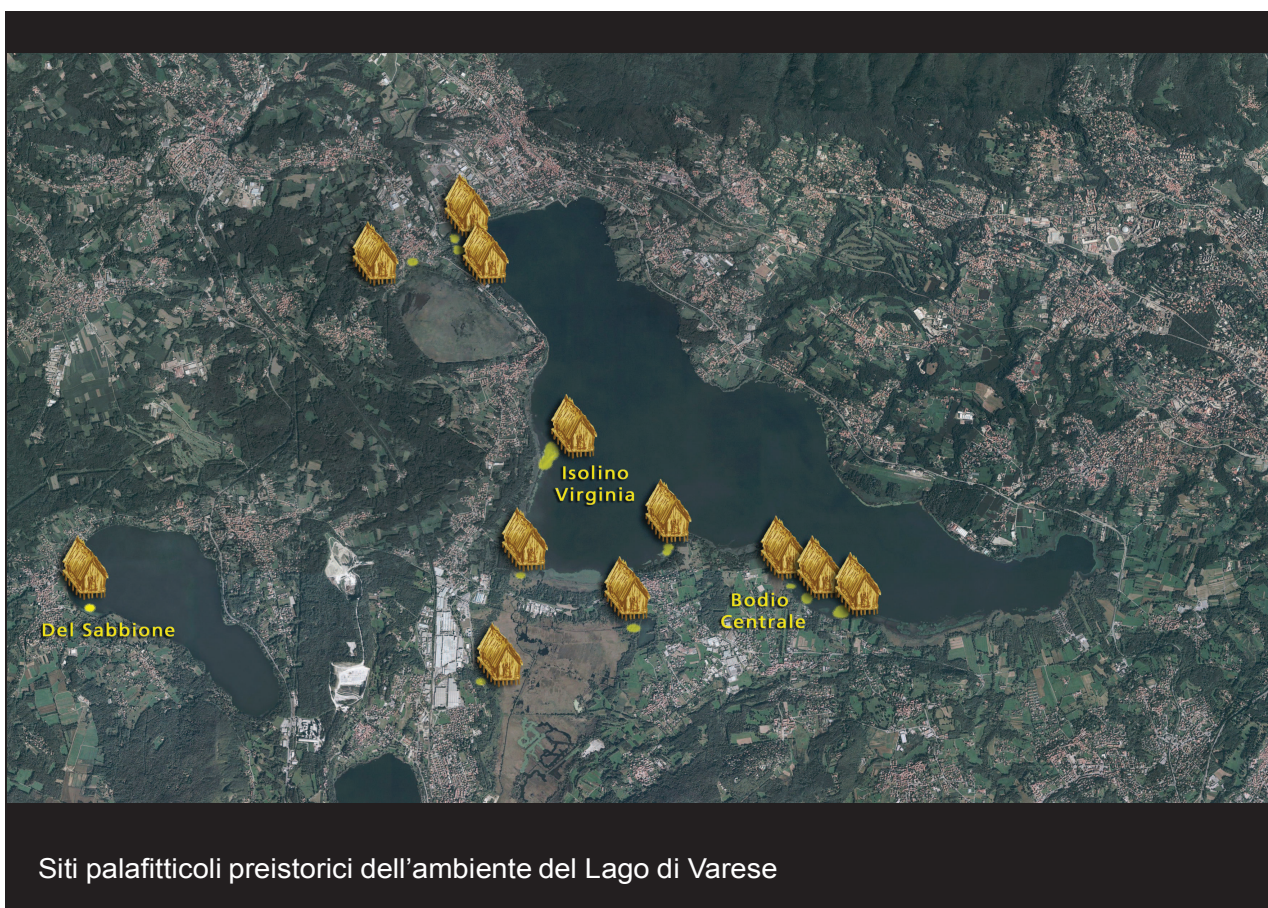 Isolino
Virginia
Bodio
Centrale
Del Sabbione
Siti palafitticoli preistorici dell'ambiente del Lago di Varese